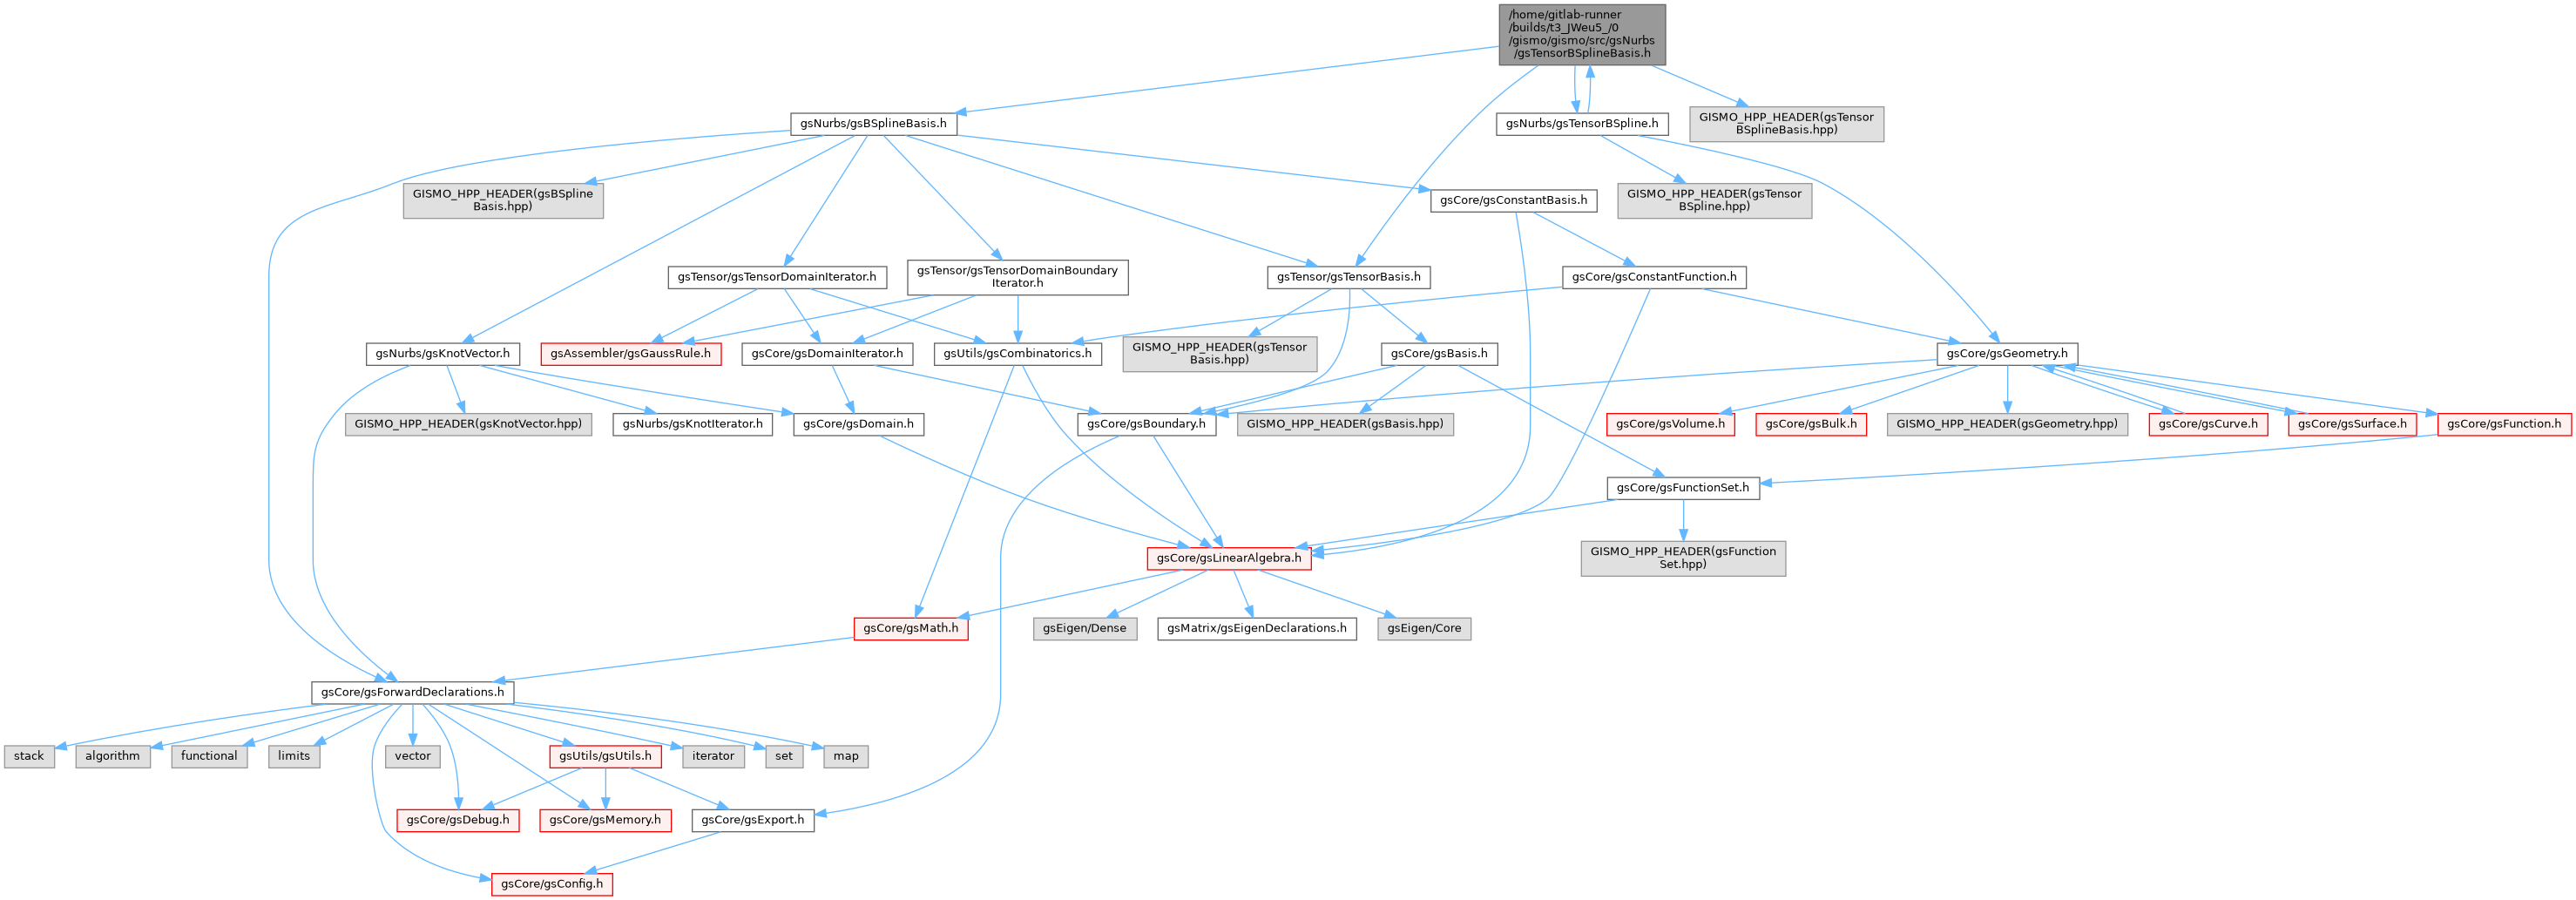 /home/gitlab-runner
/builds/t3_JWeu5_/0
/gismo/gismo/src/gsNurbs
/gsTensorBSplineBasis.h
gsNurbs/gsBSplineBasis.h
gsNurbs/gsTensorBSpline.h
GISMO_HPP_HEADER(gsTensor
BSplineBasis.hpp)
GISMO_HPP_HEADER(gsBSpline
Basis.hpp)
gsCore/gsConstantBasis.h
GISMO_HPP_HEADER(gsTensor
BSpline.hpp)
gsTensor/gsTensorDomainIterator.h
gsTensor/gsTensorDomainBoundary
Iterator.h
gsTensor/gsTensorBasis.h
gsCore/gsConstantFunction.h
gsNurbs/gsKnotVector.h
gsAssembler/gsGaussRule.h
gsCore/gsDomainIterator.h
gsUtils/gsCombinatorics.h
GISMO_HPP_HEADER(gsTensor
Basis.hpp)
gsCore/gsBasis.h
gsCore/gsGeometry.h
GISMO_HPP_HEADER(gsKnotVector.hpp)
gsNurbs/gsKnotIterator.h
gsCore/gsDomain.h
gsCore/gsBoundary.h
GISMO_HPP_HEADER(gsBasis.hpp)
gsCore/gsVolume.h
gsCore/gsBulk.h
GISMO_HPP_HEADER(gsGeometry.hpp)
gsCore/gsCurve.h
gsCore/gsSurface.h
gsCore/gsFunction.h
gsCore/gsFunctionSet.h
gsCore/gsLinearAlgebra.h
GISMO_HPP_HEADER(gsFunction
Set.hpp)
gsCore/gsMath.h
gsEigen/Dense
gsMatrix/gsEigenDeclarations.h
gsEigen/Core
gsCore/gsForwardDeclarations.h
stack
algorithm
functional
limits
vector
gsUtils/gsUtils.h
iterator
set
map
gsCore/gsDebug.h
gsCore/gsMemory.h
gsCore/gsExport.h
gsCore/gsConfig.h